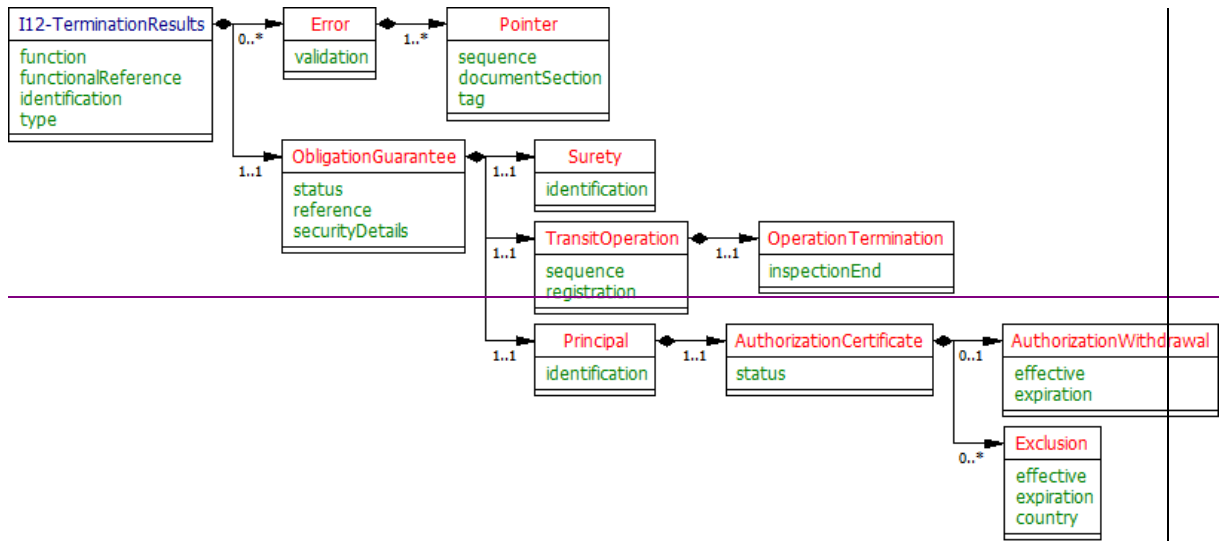 I12-TerminationResults
function
functionalReference
identification
type
0..*
Error
validation
1..*
Pointer
sequence
documentSection
tag
1..1
ObligationGuarantee
status
reference
securityDetails
1..1
Surety
identification
1..1
TransitOperation
sequence
registration
1..1
OperationTermination
inspectionEnd
1..1
Principal
identification
1..1
AuthorizationCertificate
status
0..1
AuthorizationWithdrawal
effective
expiration
0..*
Exclusion
effective
expiration
country